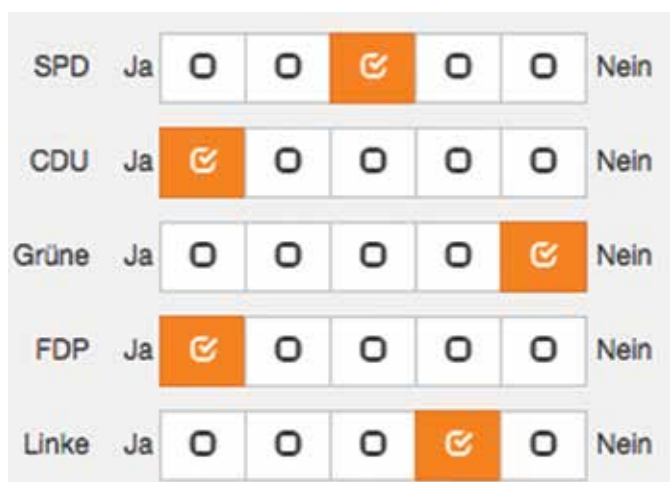 SPD Ja Nein
CDU Ja Nein
Grüne Ja Nein
FDP Ja Nein
Linke Ja Nein